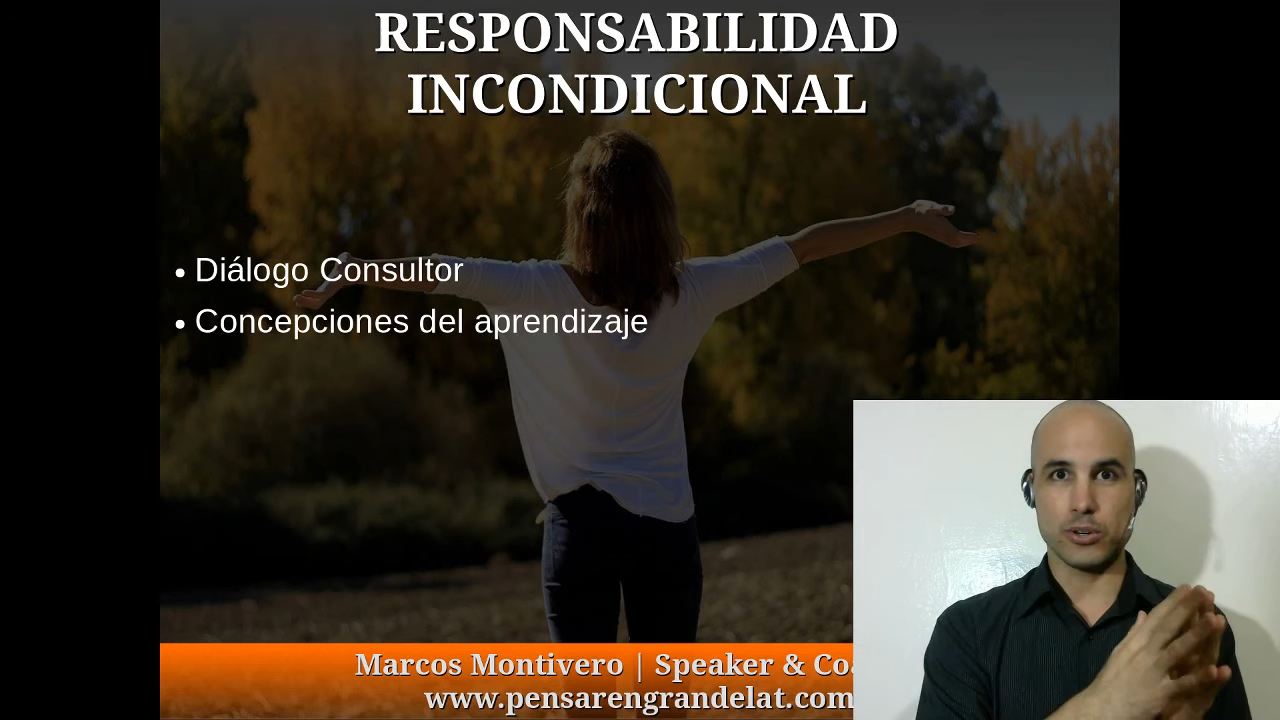 RESPONSABILIDAD
INCONDICIONAL
• Diálogo Consultor
• Concepciones del aprendizaje
Marcos Montivero | Speaker &
www.pensarengrandelat.com